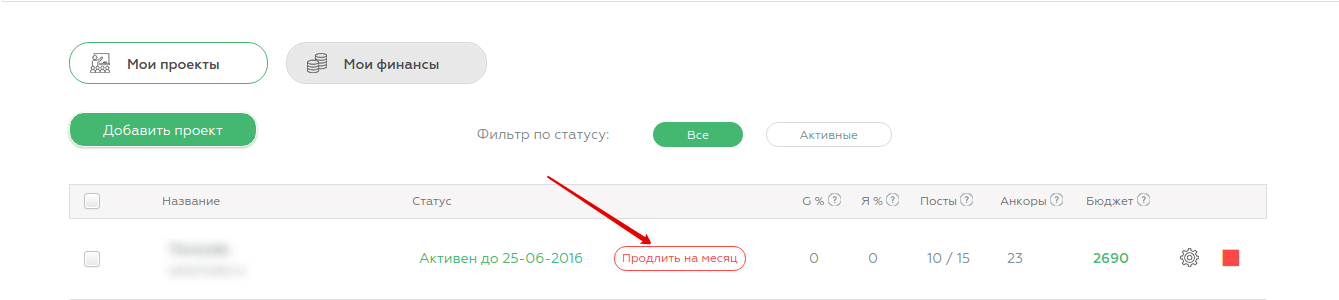 Мои проекты Мои финансы
Добавить проект Фильтр по статусу: Все Активные
Название Статус G % ? Я % ? Посты ? Анкоры ? Бюджет ?
Активен до 25-06-2016 Продлить на месяц 0 0 10 / 15 23 2690